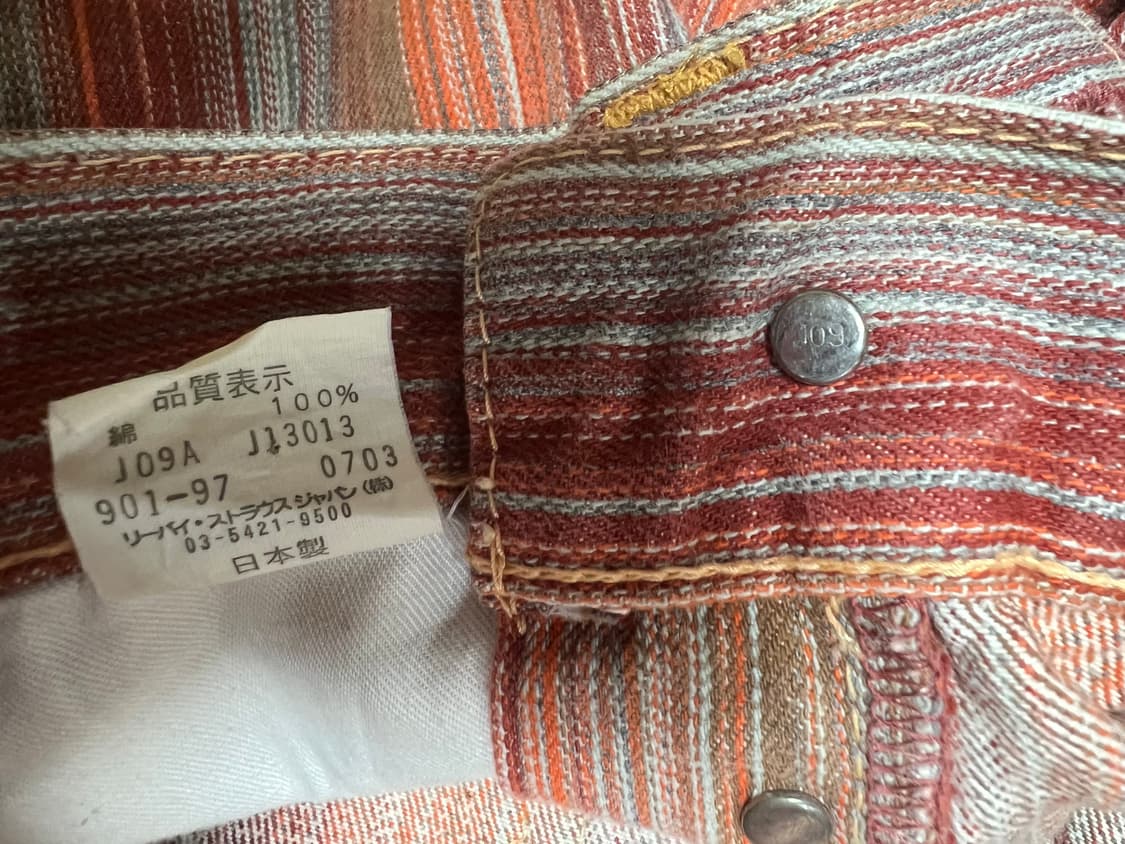 品質表示
綿 100%
J09A J13013
901-97 0703
リーバイ・ストラウスジャパン(株)
03-5421-9500
日本製
J09